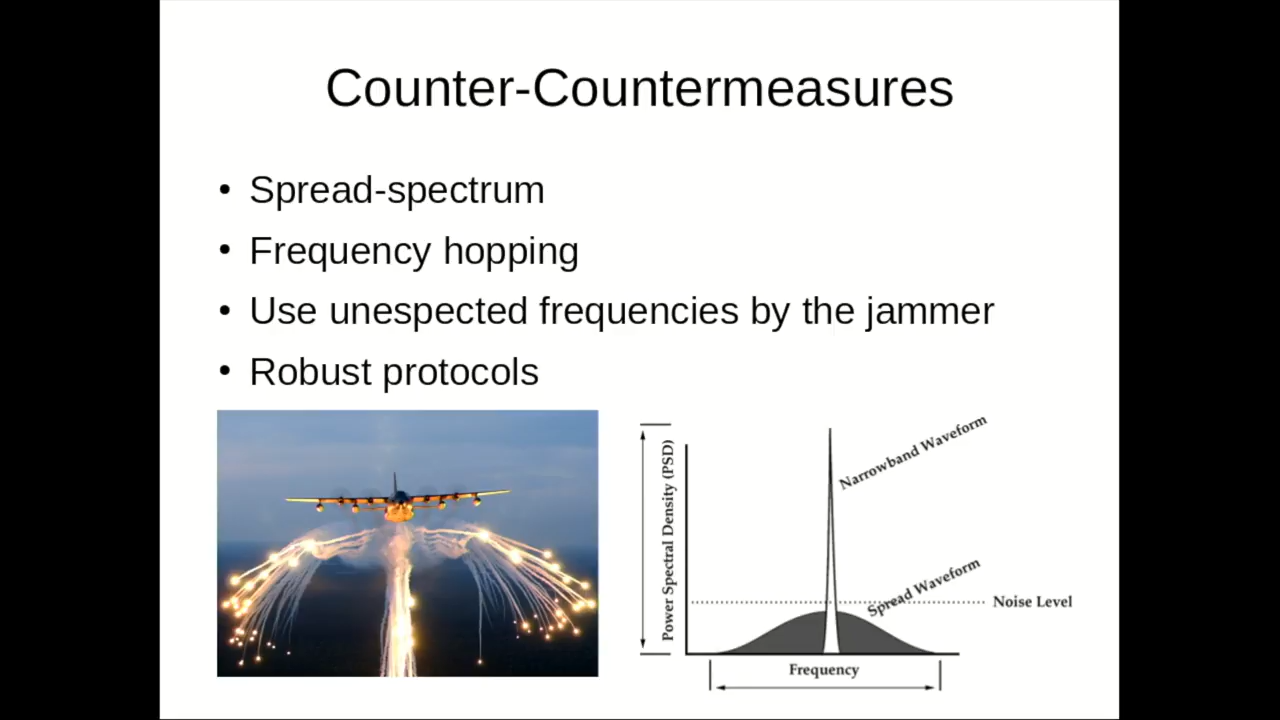 Counter-Countermeasures
• Spread-spectrum
• Frequency hopping
• Use unespected frequencies by the jammer
• Robust protocols
Power Spectral Density (PSD)
Narrowband Waveform
Spread Waveform
Noise Level
Frequency